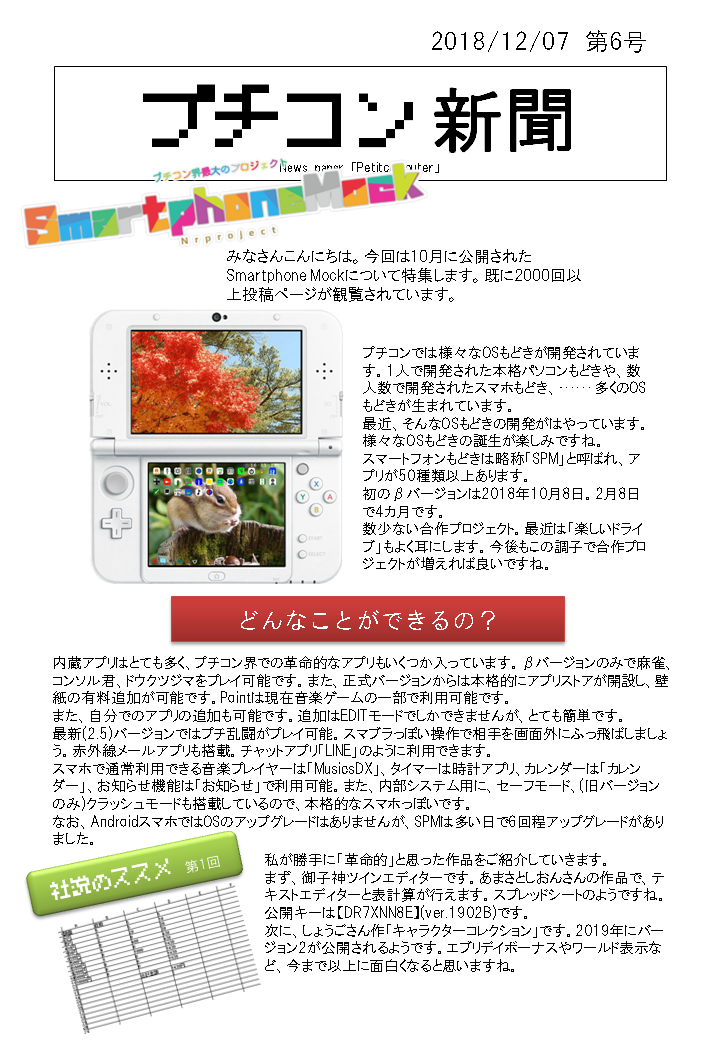 2018/12/07 第6号
プチコン新聞
プチコン界最大のプロジェクト
SmartphoneMock
Nrproject
みなさんこんにちは。今回は10月に公開された
Smartphone Mockについて特集します。既に2000回以
上投稿ページが観覧されています。
プチコンでは様々なOSもどきが開発されていま
す。1人で開発された本格パソコンもどきや、数
人数で開発されたスマホもどき、……多くのOS
もどきが生まれています。
最近、そんなOSもどきの開発がはやっています。
様々なOSもどきの誕生が楽しみですね。
スマートフォンもどきは略称「SPM」と呼ばれ、ア
プリが50種類以上あります。
初のβバージョンは2018年10月8日。2月8日
で4カ月です。
数少ない合作プロジェクト。最近は「楽しいドライ
ブ」もよく耳にします。今後もこの調子で合作プロ
ジェクトが増えれば良いですね。
どんなことができるの？
内蔵アプリはとても多く、プチコン界での革命的なアプリもいくつか入っています。βバージョンのみで麻雀、
コンソル君、ドウクツジマをプレイ可能です。また、正式バージョンからは本格的にアプリストアが開設し、壁
紙の有料追加が可能です。Pointは現在音楽ゲームの一部で利用可能です。
また、自分でのアプリの追加も可能です。追加はEDITモードでしかできませんが、とても簡単です。
最新(2.5)バージョンではプチ乱闘がプレイ可能。スマブラっぽい操作で相手を画面外にふっ飛ばしましょ
う。赤外線メールアプリも搭載。チャットアプリ「LINE」のように利用できます。
スマホで通常利用できる音楽プレイヤーは「MusicsDX」、タイマーは時計アプリ、カレンダーは「カレン
ダー」、お知らせ機能は「お知らせ」で利用可能。また、内部システム用に、セーフモード、(旧バージョン
のみ)クラッシュモードも搭載しているので、本格的なスマホっぽいです。
なお、AndroidスマホではOSのアップグレードはありませんが、SPMは多い日で6回程アップグレードがあり
ました。
社説のススメ 第1回
私が勝手に「革命的」と思った作品をご紹介していきます。
まず、御子神ツインエディターです。あまさとしおんさんの作品で、テ
キストエディターと表計算が行えます。スプレッドシートのようですね。
公開キーは【DR7XNN8E】(ver.1902B)です。
次に、しょうごさん作「キャラクターコレクション」です。2019年にバー
ジョン2が公開されるようです。エブリデイボーナスやワールド表示な
ど、今まで以上に面白くなると思いますね。